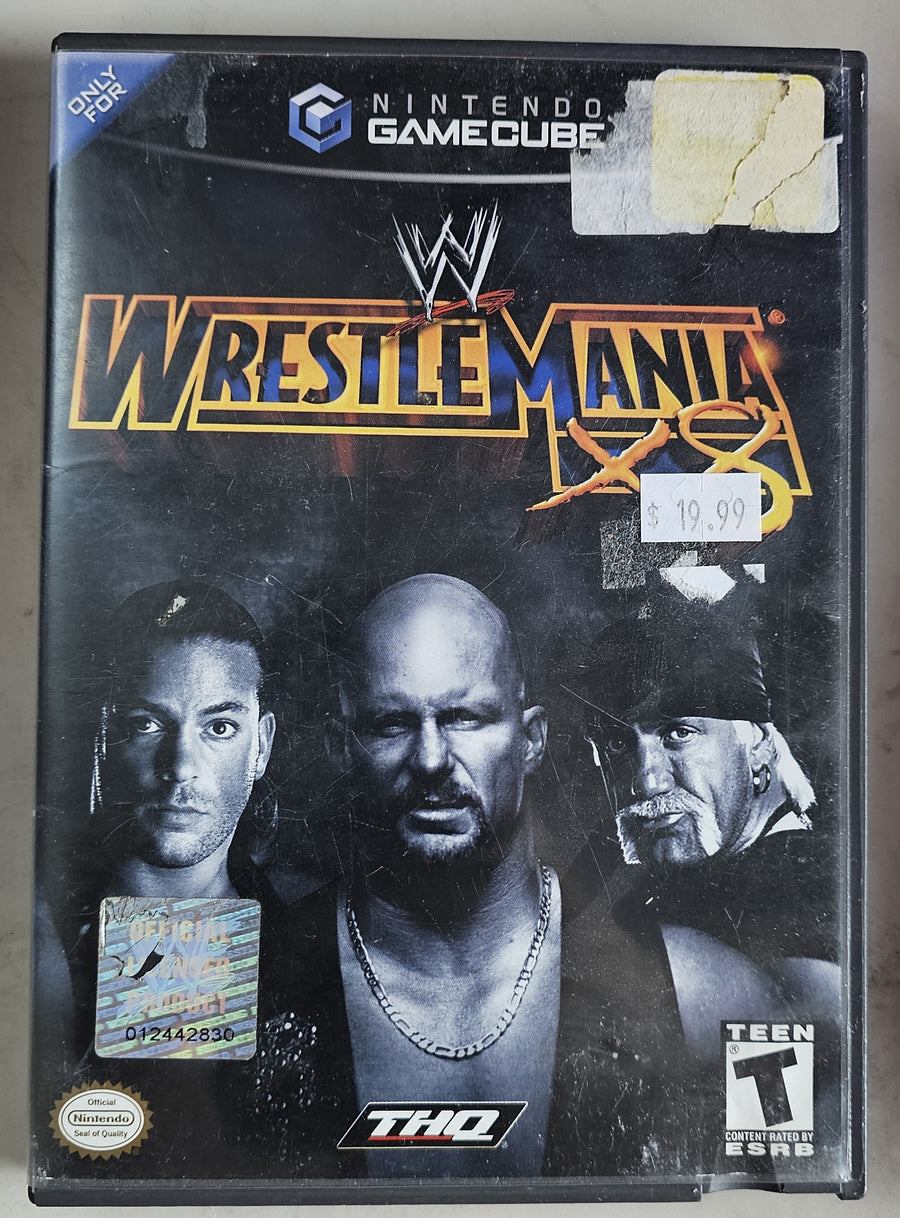 ONLY
FOR
NINTENDO
GAMECUBE
W
WRESTLEMANIA®
X8
$ 19.99
OFFICIAL
LICENSED
PRODUCT
012442830
Official
Nintendo
Seal of Quality
THQ®
TEEN
® T
CONTENT RATED BY
ESRB